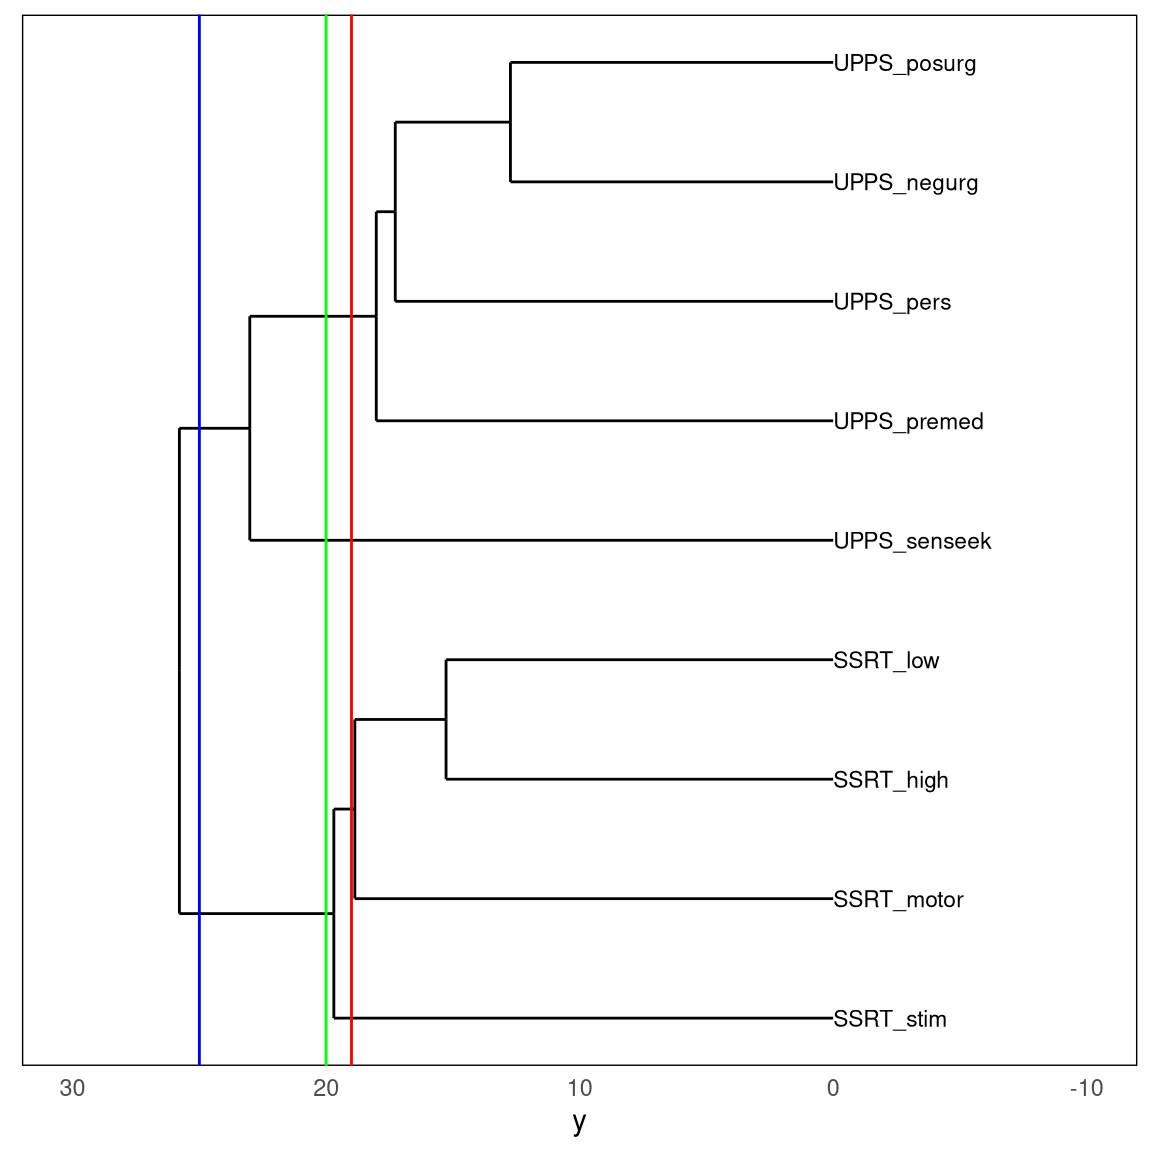 UPPS_posurg
UPPS_negurg
UPPS_pers
UPPS_premed
UPPS_senseek
SSRT_low
SSRT_high
SSRT_motor
SSRT_stim
30 20 10 0 -10
y